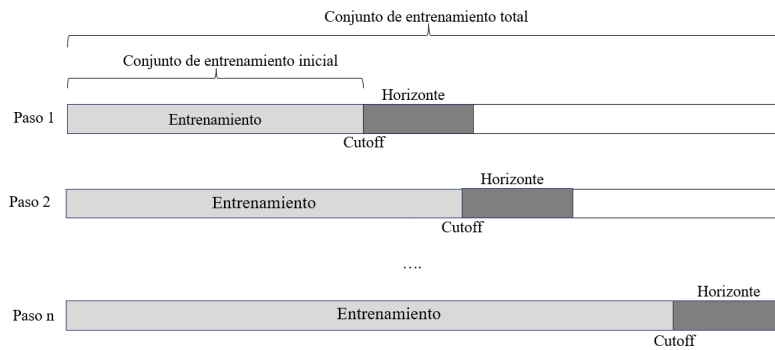 Conjunto de entrenamiento total
Conjunto de entrenamiento inicial
Horizonte
Paso 1
Entrenamiento
Cutoff
Horizonte
Paso 2
Entrenamiento
Cutoff
....
Horizonte
Paso n
Entrenamiento
Cutoff